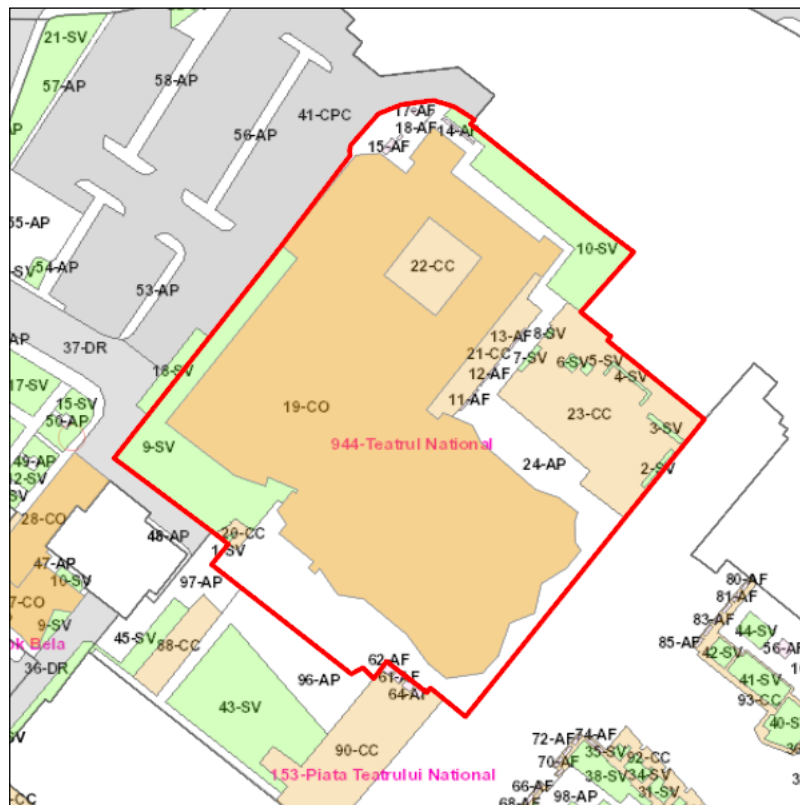 21-SV
57-AP
58-AP
56-AP
41-CPC
17-AF
18-AF
14-AF
15-AF
55-AP
54-AP
53-AP
10-SV
22-CC
37-DR
13-AF
8-SV
21-CC
7-SV
6-SV
5-SV
12-AF
4-SV
11-AF
17-SV
18-SV
15-SV
50-AP
19-CO
23-CC
3-SV
9-SV
944-Teatrul National
24-AP
2-SV
49-AP
28-CO
20-CC
48-AP
1-SV
47-AP
10-SV
97-AP
9-SV
45-SV
88-CC
36-DR
80-AF
81-AF
83-AF
44-SV
85-AF
42-SV
41-SV
93-CC
62-AF
61-AF
64-AF
96-AP
43-SV
90-CC
153-Piata Teatrului National
72-AF
74-AF
35-SV
92-CC
70-AF
38-SV
34-SV
66-AF
31-SV
98-AP
68-AF